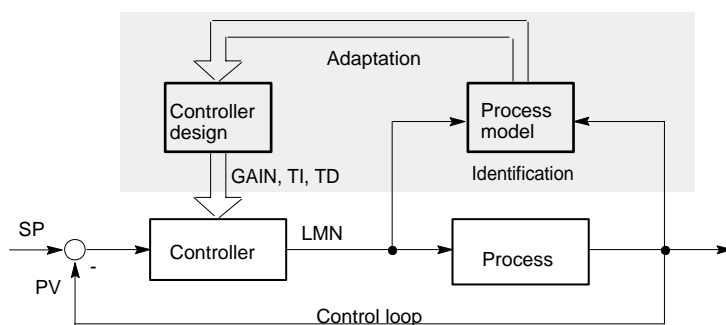 Adaptation
Controller
design
Process
model
Identification
GAIN, TI, TD
SP
Controller
LMN
Process
-
PV
Control loop